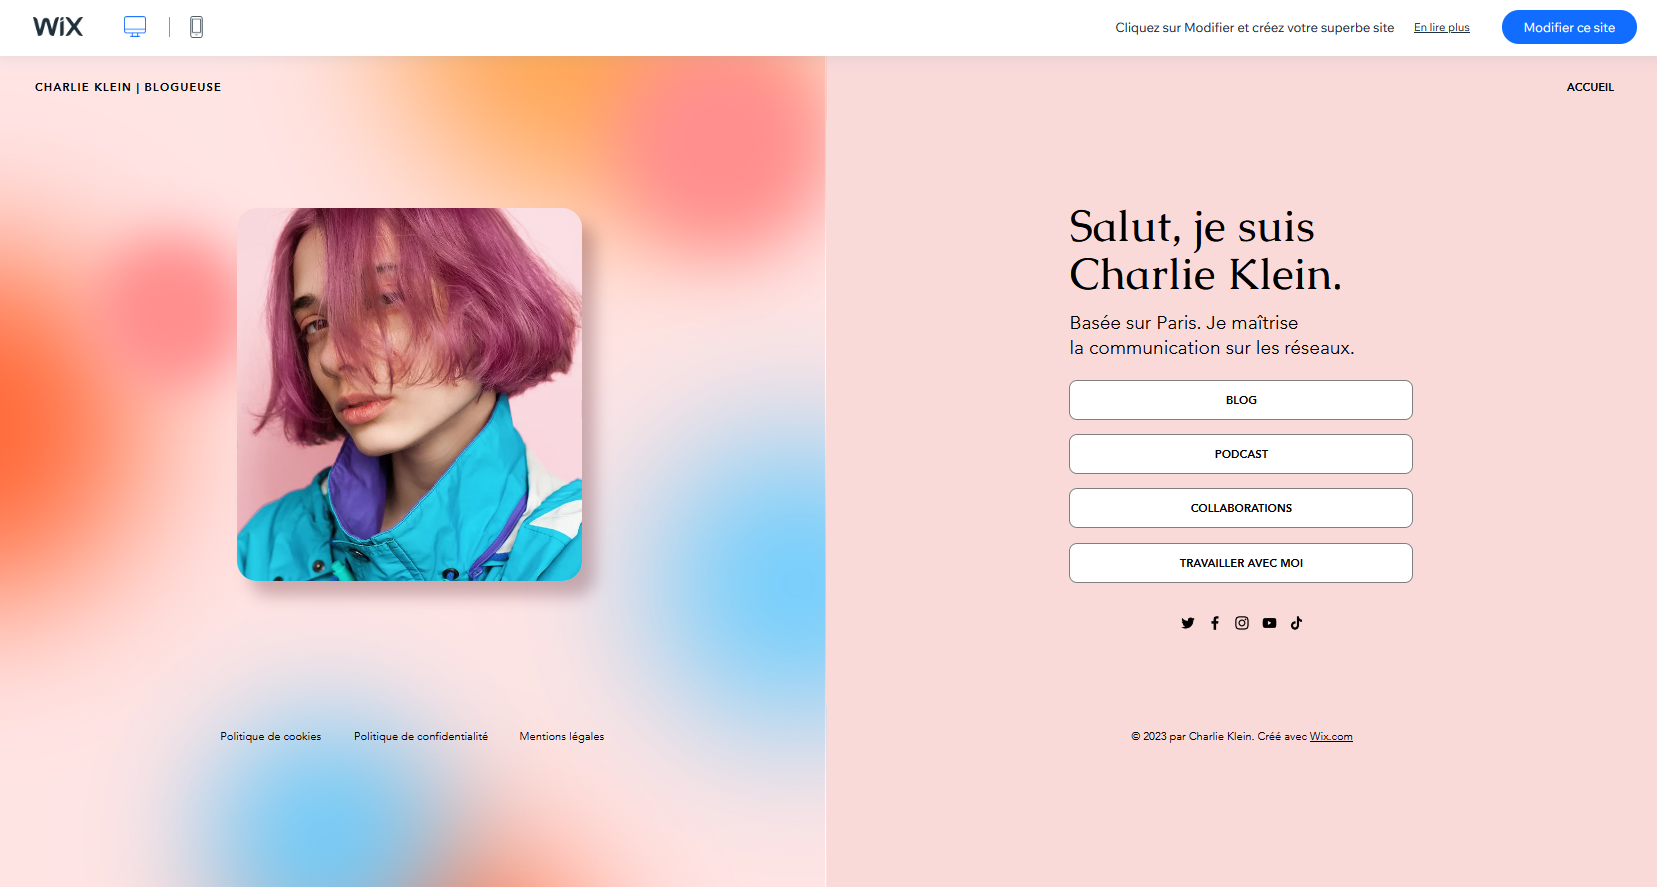 WiX
Cliquez sur Modifier et créez votre superbe site
En lire plus
Modifier ce site
CHARLIE KLEIN | BLOGUEUSE
ACCUEIL
Salut, je suis
Charlie Klein.
Basée sur Paris. Je maîtrise
la communication sur les réseaux.
BLOG
PODCAST
COLLABORATIONS
TRAVAILLER AVEC MOI
Politique de cookies
Politique de confidentialité
Mentions légales
© 2023 par Charlie Klein. Créé avec Wix.com